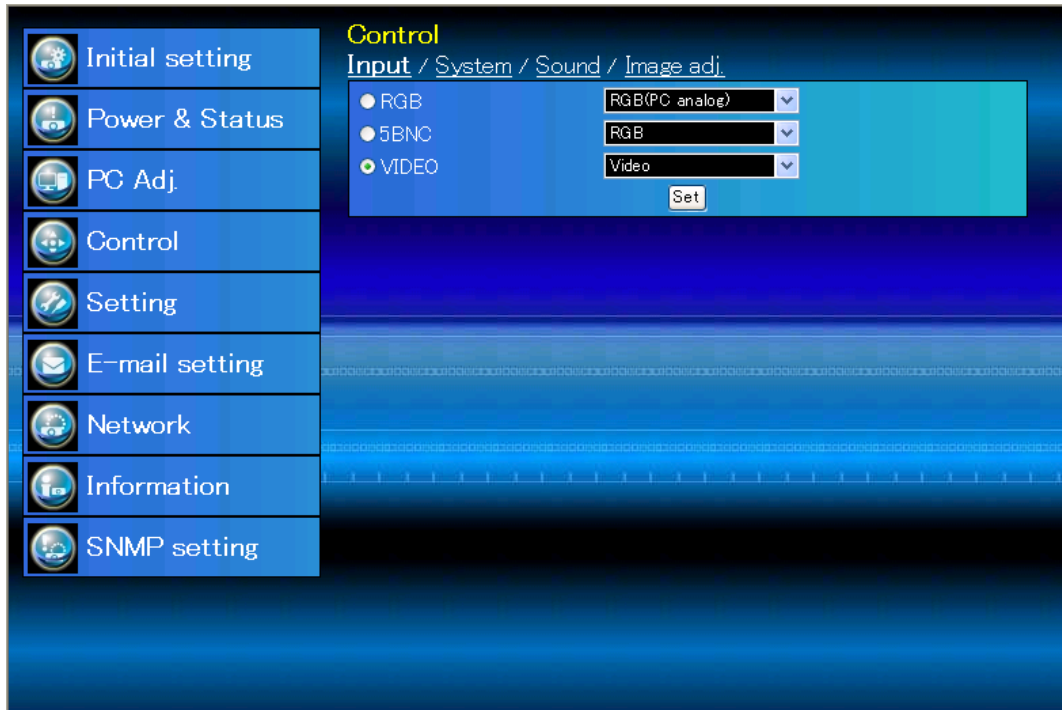 Initial setting
Power & Status
PC Adj.
Control
Setting
E-mail setting
Network
Information
SNMP setting
Control
Input / System / Sound / Image adj.
RGB RGB(PC analog)
5BNC RGB
VIDEO Video
Set